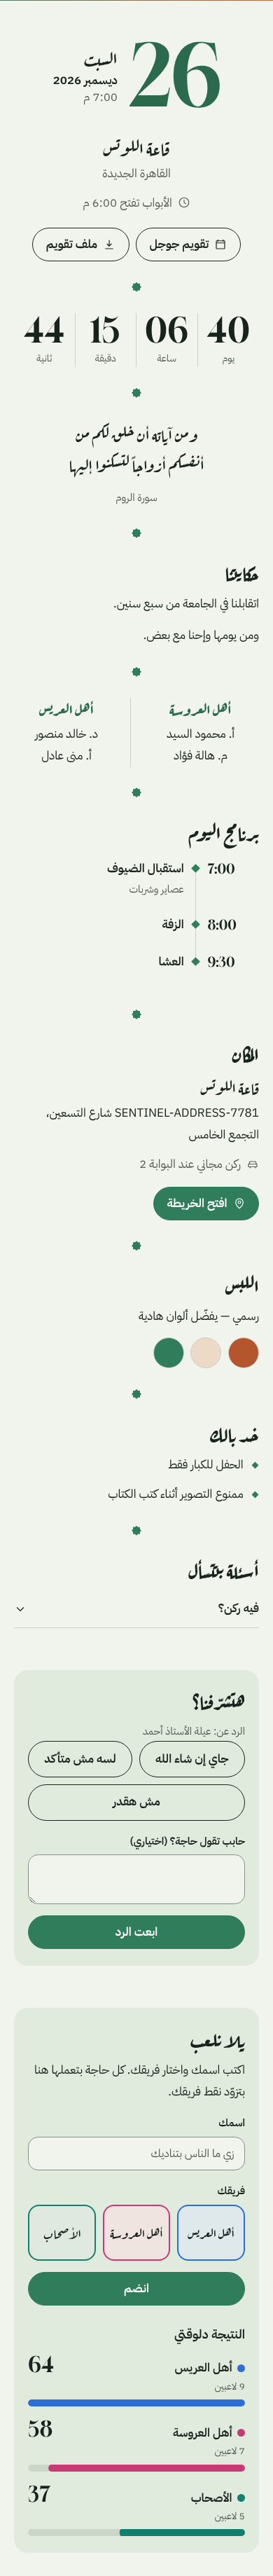 26
السبت
ديسمبر 2026
7:00 م
قاعة اللوتس
القاهرة الجديدة
الأبواب تفتح 6:00 م
تقويم جوجل
ملف تقويم
40
يوم
06
ساعة
15
دقيقة
44
ثانية
ومن آياته أن خلق لكم من
أنفسكم أزواجاً لتسكنوا إليها
سورة الروم
حكايتنا
اتقابلنا في الجامعة من سبع سنين.
ومن يومها وإحنا مع بعض.
أهل العروسة
أ. محمود السيد
م. هالة فؤاد
أهل العريس
د. خالد منصور
أ. منى عادل
برنامج اليوم
7:00 استقبال الضيوف
عصاير وشربات
8:00 الزفة
9:30 العشا
المكان
قاعة اللوتس
SENTINEL-ADDRESS-7781 شارع التسعين،
التجمع الخامس
ركن مجاني عند البوابة 2
افتح الخريطة
اللبس
رسمي — يفضّل ألوان هادية
خد بالك
الحفل للكبار فقط
ممنوع التصوير أثناء كتب الكتاب
أسئلة بتتسأل
فيه ركن؟
هتشرّفنا؟
الرد عن: عيلة الأستاذ أحمد
جاي إن شاء الله
لسه مش متأكد
مش هقدر
حابب تقول حاجة؟ (اختياري)
ابعت الرد
يلا نلعب
اكتب اسمك واختار فريقك. كل حاجة بتعملها هنا
بتزوّد نقط فريقك.
اسمك
زي ما الناس بتناديك
فريقك
أهل العريس
أهل العروسة
الأصحاب
انضم
النتيجة دلوقتي
أهل العريس 64
9 لاعبين
أهل العروسة 58
7 لاعبين
الأصحاب 37
5 لاعبين